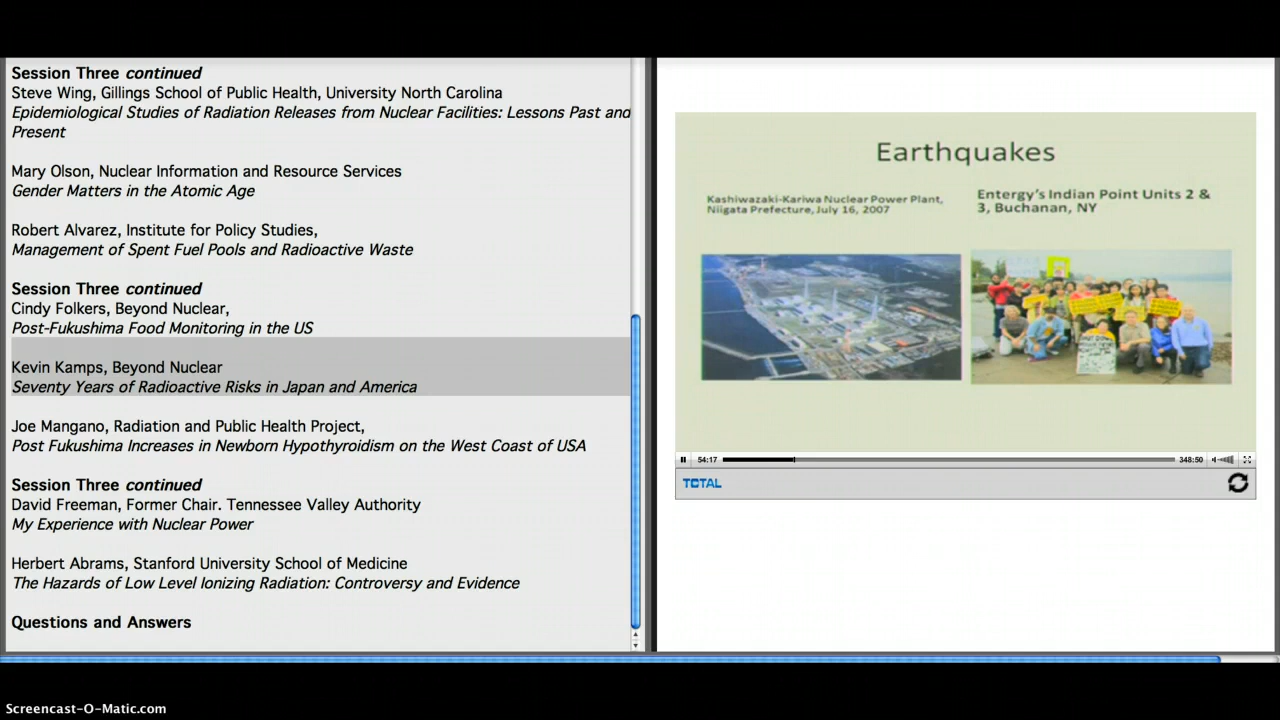 Session Three continued
Steve Wing, Gillings School of Public Health, University North Carolina
Epidemiological Studies of Radiation Releases from Nuclear Facilities: Lessons Past and
Present
Mary Olson, Nuclear Information and Resource Services
Gender Matters in the Atomic Age
Robert Alvarez, Institute for Policy Studies,
Management of Spent Fuel Pools and Radioactive Waste
Session Three continued
Cindy Folkers, Beyond Nuclear,
Post-Fukushima Food Monitoring in the US
Kevin Kamps, Beyond Nuclear
Seventy Years of Radioactive Risks in Japan and America
Joe Mangano, Radiation and Public Health Project,
Post Fukushima Increases in Newborn Hypothyroidism on the West Coast of USA
Session Three continued
David Freeman, Former Chair. Tennessee Valley Authority
My Experience with Nuclear Power
Herbert Abrams, Stanford University School of Medicine
The Hazards of Low Level Ionizing Radiation: Controversy and Evidence
Questions and Answers
Earthquakes
Kashiwazaki-Kariwa Nuclear Power Plant,
Niigata Prefecture, July 16, 2007
Entergy's Indian Point Units 2 &
3, Buchanan, NY
54:17
348:50
TOTAL
Screencast-O-Matic.com